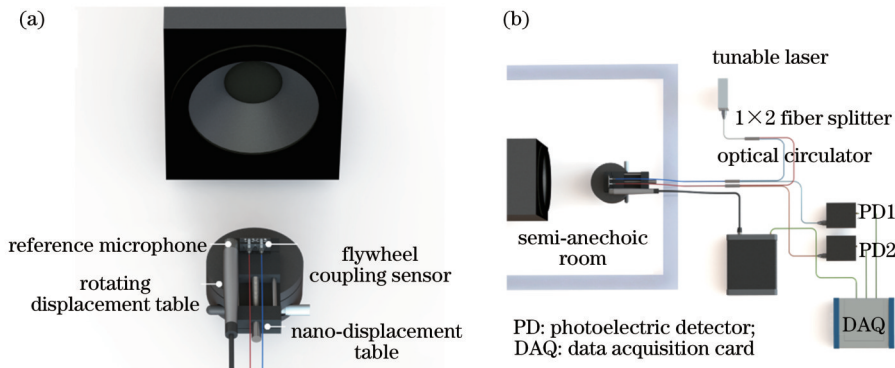 (a)
reference microphone
rotating
displacement table
flywheel
coupling sensor
nano-displacement
table
(b)
tunable laser
1×2 fiber splitter
optical circulator
PD1
PD2
semi-anechoic
room
DAQ
PD: photoelectric detector;
DAQ: data acquisition card